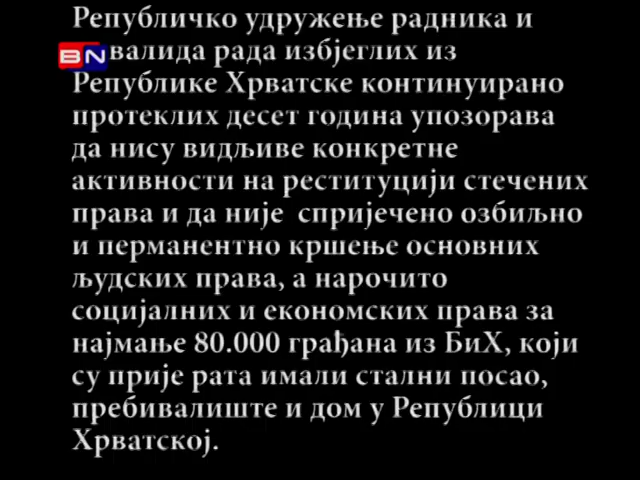 Републичко удружење радника и
BN валида рада избјеглих из
Републике Хрватске континуирано
протеклих десет година упозорава
да нису видљиве конкретне
активности на реституцији стечених
права и да није спријечено озбиљно
и перманентно кршење основних
људских права, а нарочито
социјалних и економских права за
најмање 80.000 грађана из БиХ, који
су прије рата имали стални посао,
пребивалиште и дом у Републици
Хрватској.